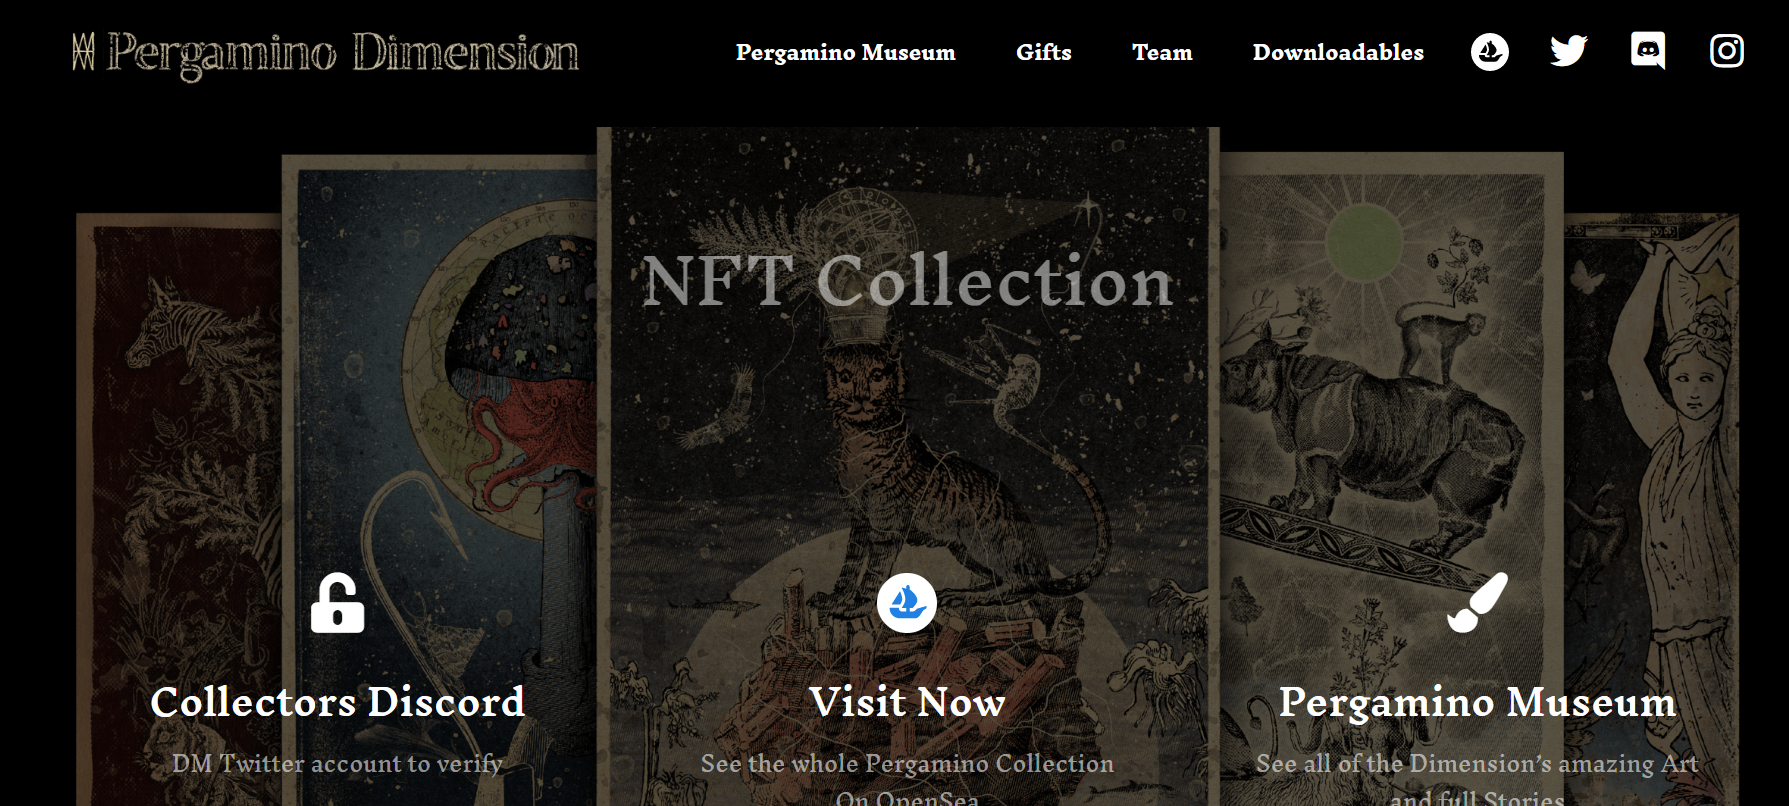 Pergamino Dimension
Pergamino Museum Gifts Team Downloadables
NFT Collection
Collectors Discord
DM Twitter account to verify
Visit Now
See the whole Pergamino Collection
On OpenSea
Pergamino Museum
See all of the Dimension's amazing Art
and full Stories